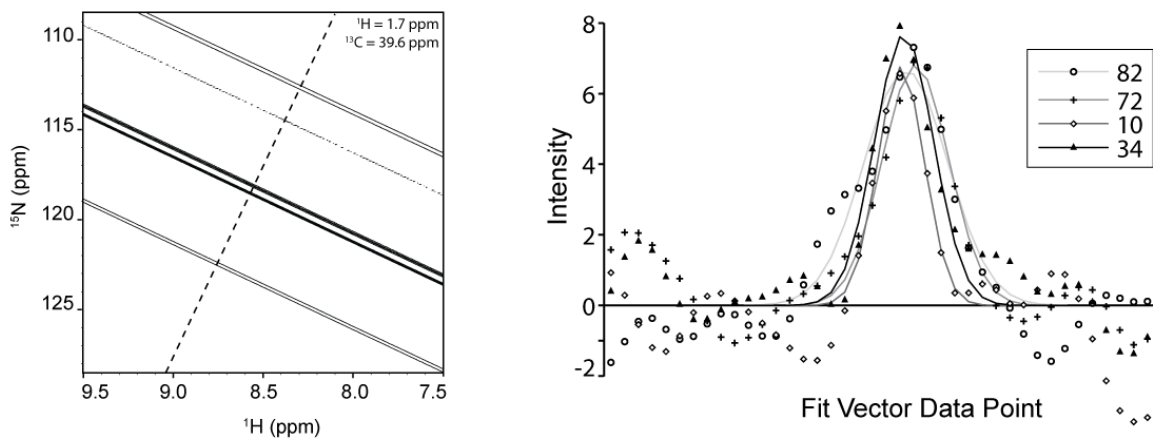 ¹H = 1.7 ppm
¹³C = 39.6 ppm
110
115
120
125
¹⁵N (ppm)
9.5 9.0 8.5 8.0 7.5
¹H (ppm)
8
6
4
2
0
-2
Intensity
82
72
10
34
Fit Vector Data Point